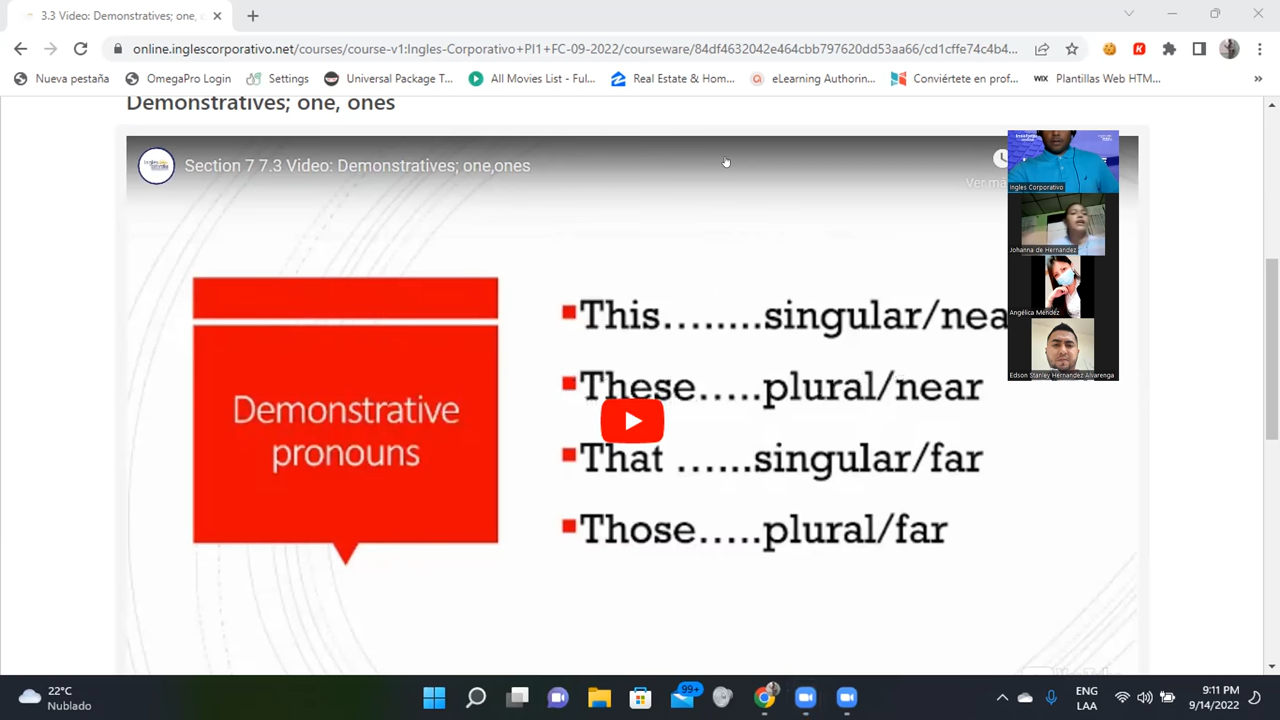 3.3 Video: Demonstratives; one,
online.inglescorporativo.net/courses/course-v1:Ingles-Corporativo+PI1+FC-09-2022/courseware/84df4632042e464cbb797620dd53aa66/cd1cffe74c4b4...
Nueva pestaña
OmegaPro Login
Settings
Universal Package T...
All Movies List - Ful...
Real Estate & Hom...
eLearning Authorin...
Conviértete en prof...
WIX Plantillas Web HTM...
»
Demonstratives; one, ones
Section 7 7.3 Video: Demonstratives; one,ones
Ver má
Ingles Corporativo
Johanna de Hernandez
Angélica Méndez
Edson Stanley Hernandez Alvarenga
Demonstrative
pronouns
This........singular/nea
These.....plural/near
That ......singular/far
Those.....plural/far
22°C
Nublado
99+
ENG
LAA
9:11 PM
9/14/2022